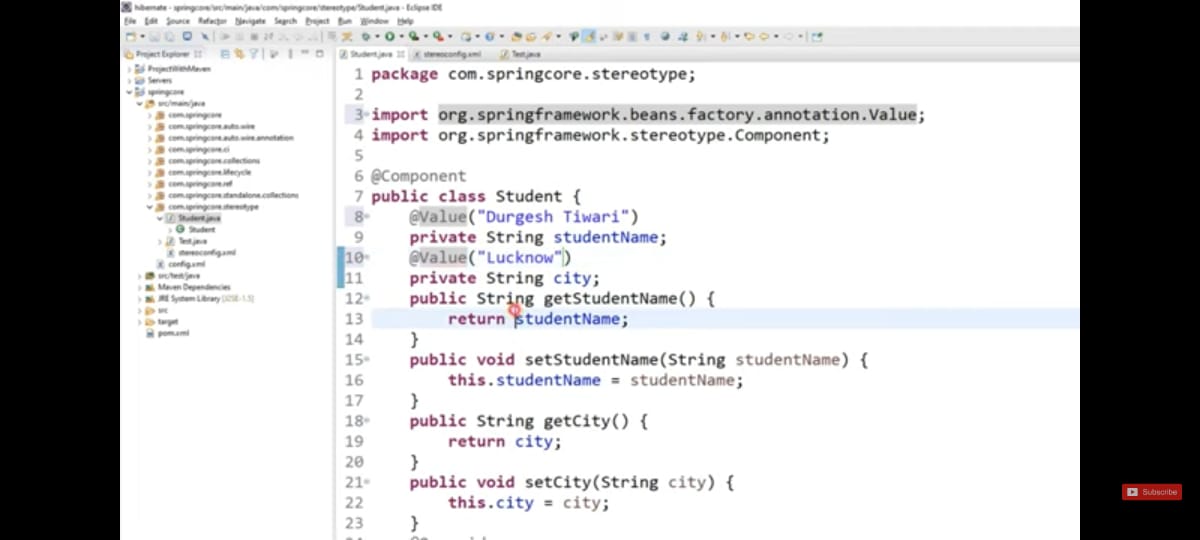 hibernate - springcore/src/main/java/com/springcore/stereotype/Student.java - Eclipse IDE
File Edit Source Refactor Navigate Search Project Run Window Help
Project Explorer
Student.java stereoconfig.xml Test.java
ProjectWithMaven
Servers
springcore
src/main/java
com.springcore
com.springcore.auto.wire
com.springcore.auto.wire.annotation
com.springcore.ci
com.springcore.collections
com.springcore.lifecycle
com.springcore.ref
com.springcore.standalone.collections
com.springcore.stereotype
Student.java
Student
Test.java
stereoconfig.xml
config.xml
src/test/java
Maven Dependencies
JRE System Library [J2SE-1.5]
src
target
pom.xml
1 package com.springcore.stereotype;
2
3 import org.springframework.beans.factory.annotation.Value;
4 import org.springframework.stereotype.Component;
5
6 @Component
7 public class Student {
8 @Value("Durgesh Tiwari")
9 private String studentName;
10 @Value("Lucknow")
11 private String city;
12 public String getStudentName() {
13 return studentName;
14 }
15 public void setStudentName(String studentName) {
16 this.studentName = studentName;
17 }
18 public String getCity() {
19 return city;
20 }
21 public void setCity(String city) {
22 this.city = city;
23 }
Subscribe